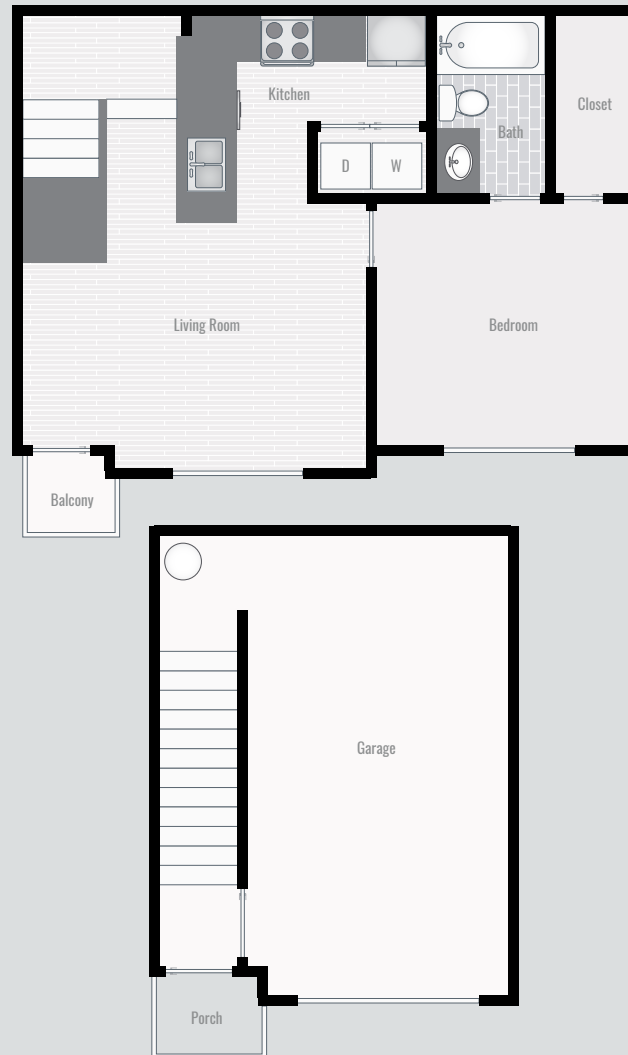 Kitchen
Closet
Bath
D
W
Living Room
Bedroom
Balcony
Garage
Porch